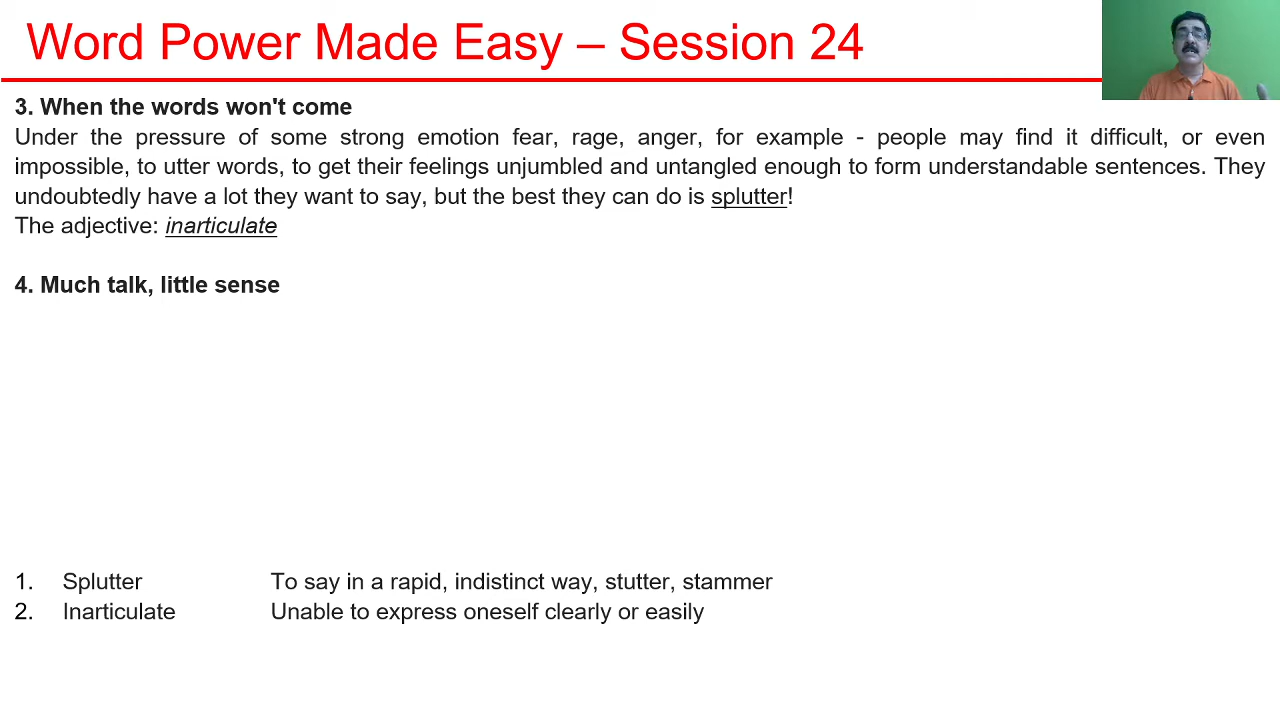 Word Power Made Easy – Session 24
3. When the words won't come
Under the pressure of some strong emotion fear, rage, anger, for example - people may find it difficult, or even
impossible, to utter words, to get their feelings unjumbled and untangled enough to form understandable sentences. They
undoubtedly have a lot they want to say, but the best they can do is splutter!
The adjective: inarticulate
4. Much talk, little sense
1. Splutter To say in a rapid, indistinct way, stutter, stammer
2. Inarticulate Unable to express oneself clearly or easily